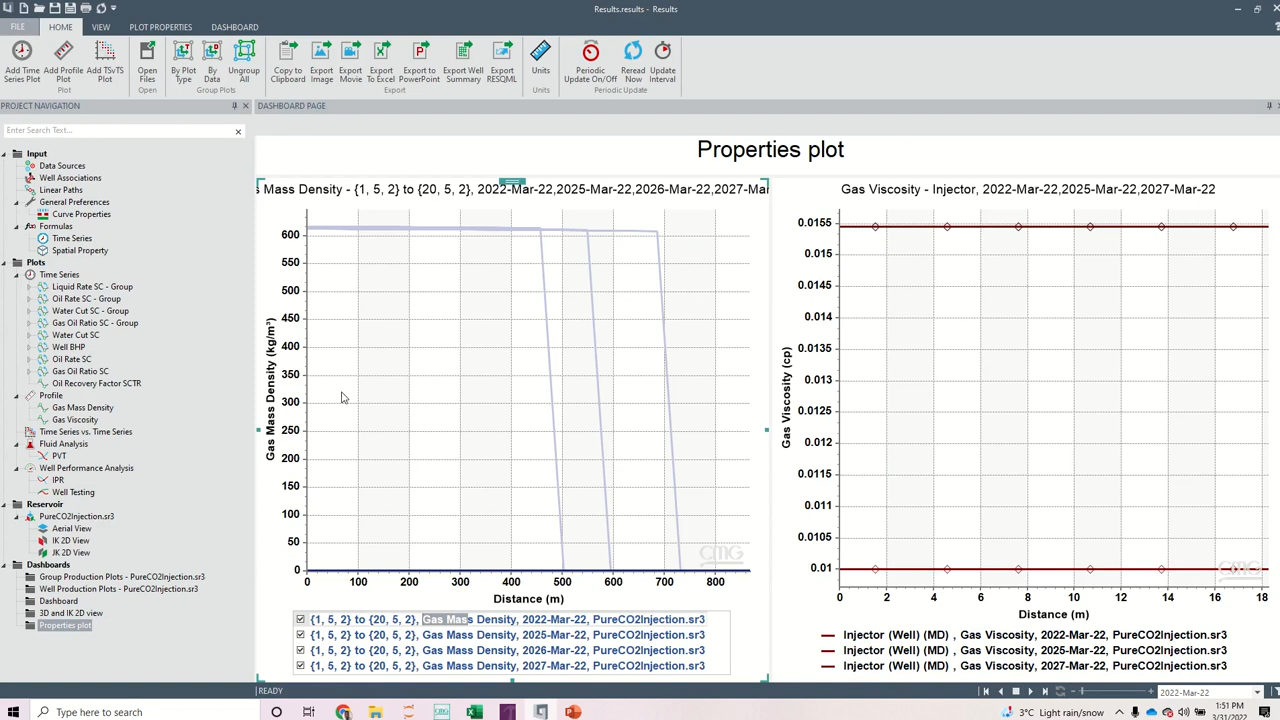 Results.results - Results
FILE HOME VIEW PLOT PROPERTIES DASHBOARD
Add Time Series Plot Add Profile Plot Add TSvTS Plot Open Files By Plot Type By Data Ungroup All Copy to Clipboard Export Image Export Movie Export To Excel Export to PowerPoint Export Well Summary Export RESQML Units Periodic Update On/Off Reread Now Update Interval
Plot Open Group Plots Export Units Periodic Update
PROJECT NAVIGATION
DASHBOARD PAGE
Enter Search Text...
Input
Data Sources
Well Associations
Linear Paths
General Preferences
Curve Properties
Formulas
Time Series
Spatial Property
Plots
Time Series
Liquid Rate SC - Group
Oil Rate SC - Group
Water Cut SC - Group
Gas Oil Ratio SC - Group
Water Cut SC
Well BHP
Oil Rate SC
Gas Oil Ratio SC
Oil Recovery Factor SCTR
Profile
Gas Mass Density
Gas Viscosity
Time Series vs. Time Series
Fluid Analysis
PVT
Well Performance Analysis
IPR
Well Testing
Reservoir
PureCO2Injection.sr3
Aerial View
IK 2D View
JK 2D View
Dashboards
Group Production Plots - PureCO2Injection.sr3
Well Production Plots - PureCO2Injection.sr3
Dashboard
3D and IK 2D view
Properties plot
Properties plot
s Mass Density - {1, 5, 2} to {20, 5, 2}, 2022-Mar-22,2025-Mar-22,2026-Mar-22,2027-Mar
Gas Mass Density (kg/m³)
600
550
500
450
400
350
300
250
200
150
100
50
0
0 100 200 300 400 500 600 700 800
Distance (m)
CMG
{1, 5, 2} to {20, 5, 2}, Gas Mass Density, 2022-Mar-22, PureCO2Injection.sr3
{1, 5, 2} to {20, 5, 2}, Gas Mass Density, 2025-Mar-22, PureCO2Injection.sr3
{1, 5, 2} to {20, 5, 2}, Gas Mass Density, 2026-Mar-22, PureCO2Injection.sr3
{1, 5, 2} to {20, 5, 2}, Gas Mass Density, 2027-Mar-22, PureCO2Injection.sr3
Gas Viscosity - Injector, 2022-Mar-22,2025-Mar-22,2027-Mar-22
Gas Viscosity (cp)
0.0155
0.015
0.0145
0.014
0.0135
0.013
0.0125
0.012
0.0115
0.011
0.0105
0.01
0 2 4 6 8 10 12 14 16 18
Distance (m)
CMG
Injector (Well) (MD) , Gas Viscosity, 2022-Mar-22, PureCO2Injection.sr3
Injector (Well) (MD) , Gas Viscosity, 2025-Mar-22, PureCO2Injection.sr3
Injector (Well) (MD) , Gas Viscosity, 2027-Mar-22, PureCO2Injection.sr3
READY
2022-Mar-22
Type here to search
3°C Light rain/snow
1:51 PM
3/31/2022